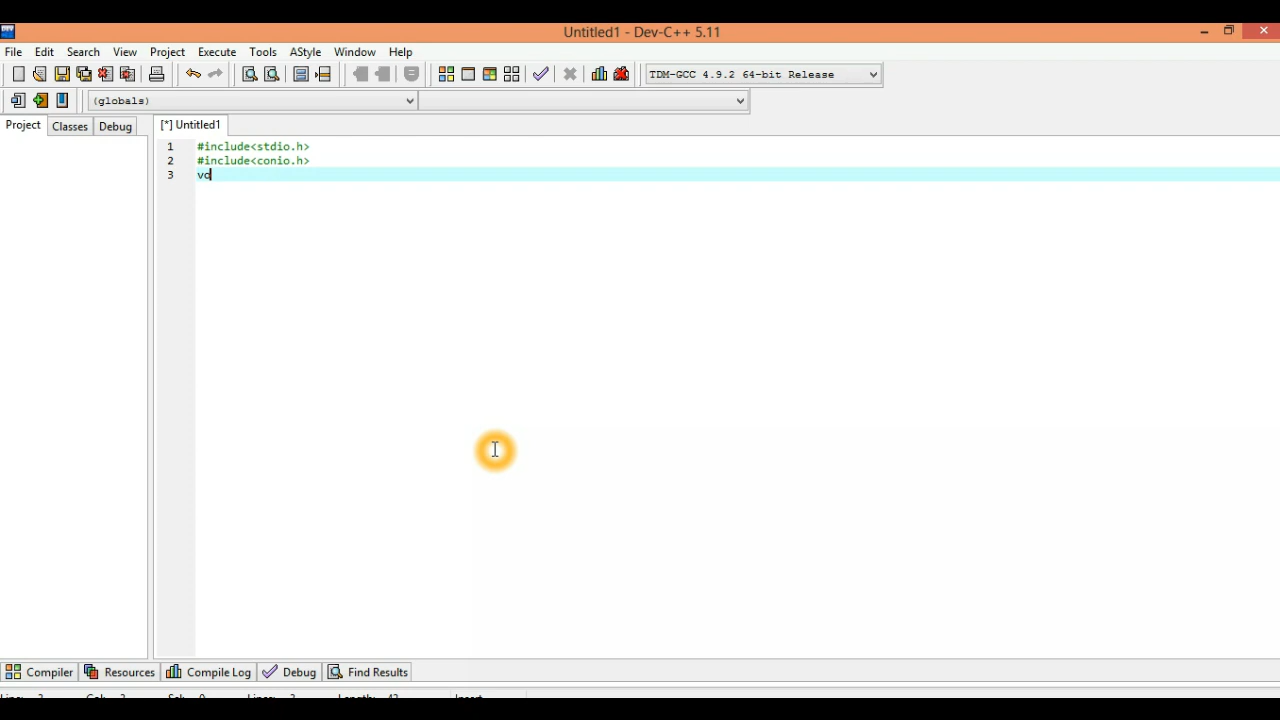 Untitled1 - Dev-C++ 5.11
File Edit Search View Project Execute Tools AStyle Window Help
TDM-GCC 4.9.2 64-bit Release
(globals)
Project Classes Debug [*] Untitled1
1 #include<stdio.h>
2 #include<conio.h>
3 vo
Compiler Resources Compile Log Debug Find Results